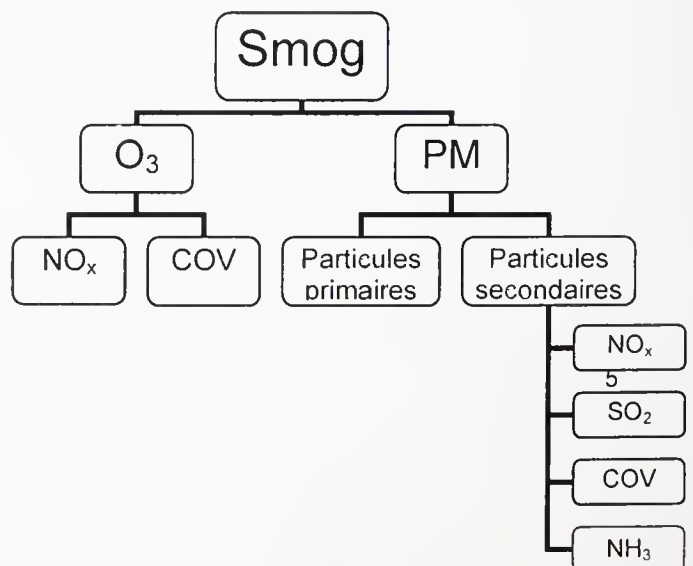 Smog
O₃
PM
NOₓ
COV
Particules
primaires
Particules
secondaires
NOₓ
5
SO₂
COV
NH₃